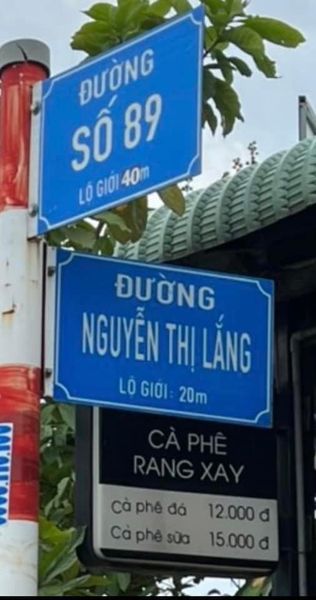 ĐƯỜNG
SỐ 89
LỘ GIỚI 40m
ĐƯỜNG
NGUYỄN THỊ LẮNG
LỘ GIỚI: 20m
CÀ PHÊ
RANG XAY
Cà phê đá 12.000 đ
Cà phê sữa 15.000 đ